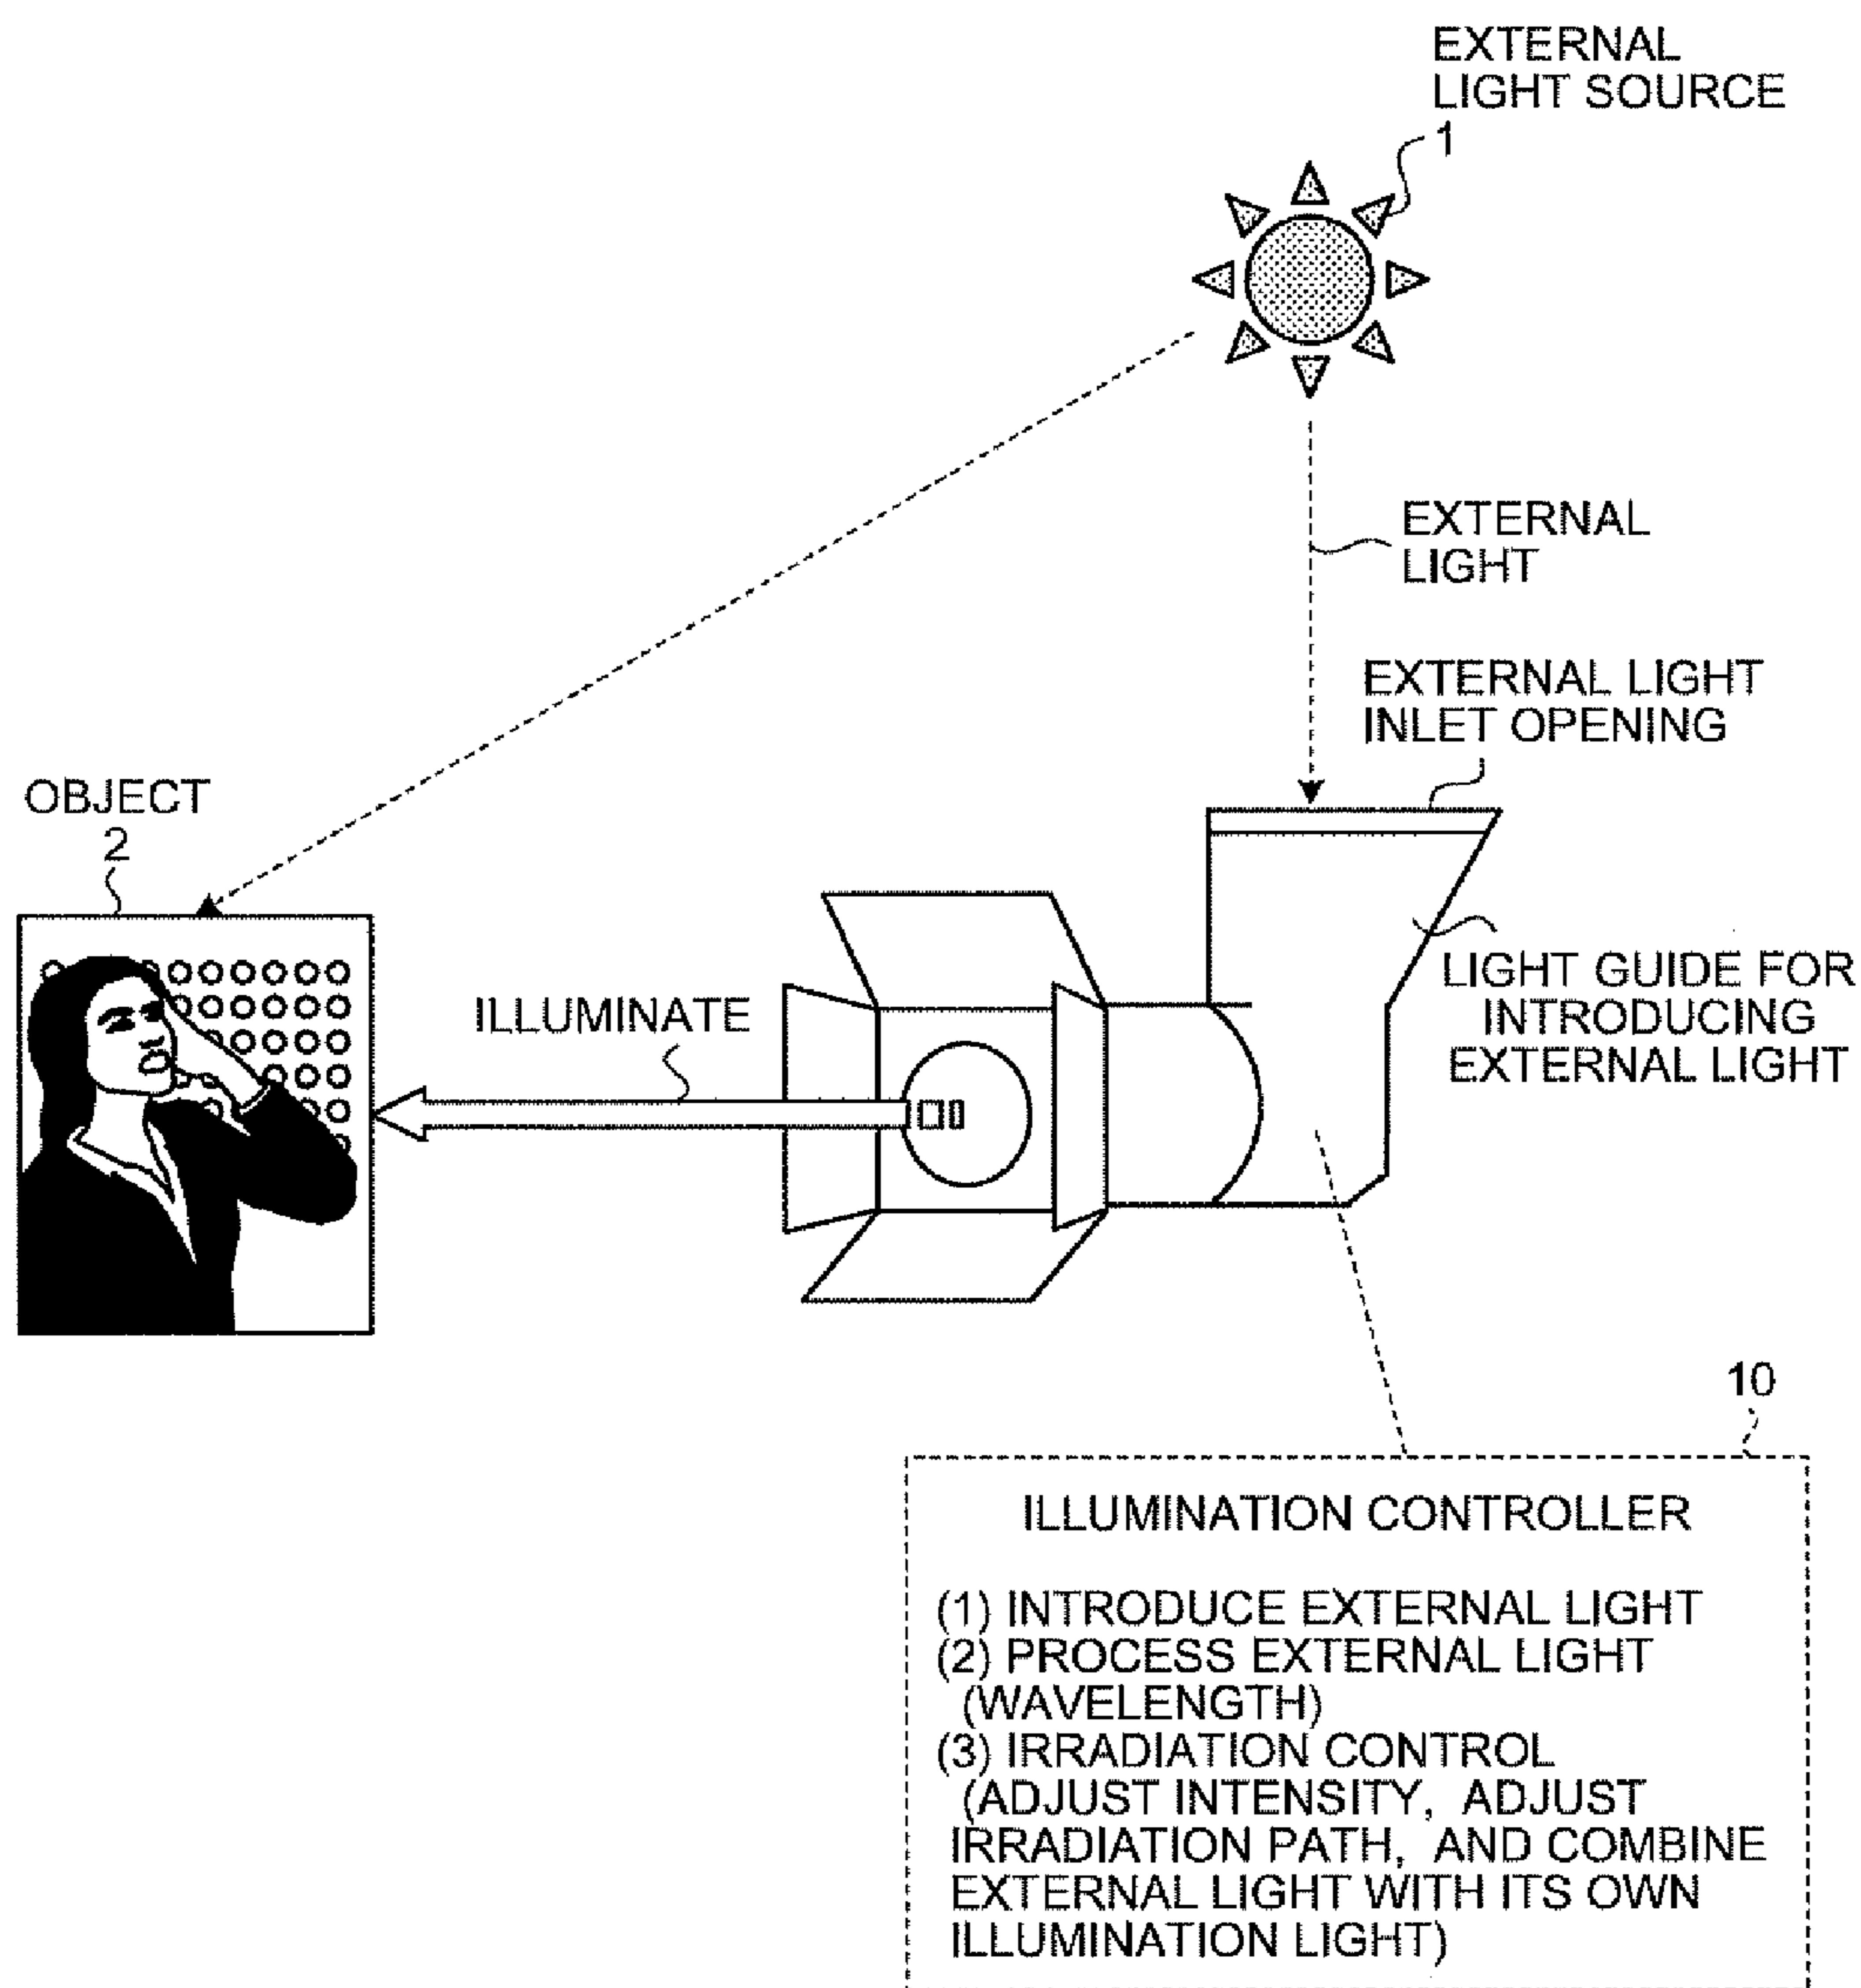 EXTERNAL
LIGHT SOURCE
1
EXTERNAL
LIGHT
EXTERNAL LIGHT
INLET OPENING
OBJECT
2
ILLUMINATE
LIGHT GUIDE FOR
INTRODUCING
EXTERNAL LIGHT
10
ILLUMINATION CONTROLLER
(1) INTRODUCE EXTERNAL LIGHT
(2) PROCESS EXTERNAL LIGHT
(WAVELENGTH)
(3) IRRADIATION CONTROL
(ADJUST INTENSITY, ADJUST
IRRADIATION PATH, AND COMBINE
EXTERNAL LIGHT WITH ITS OWN
ILLUMINATION LIGHT)